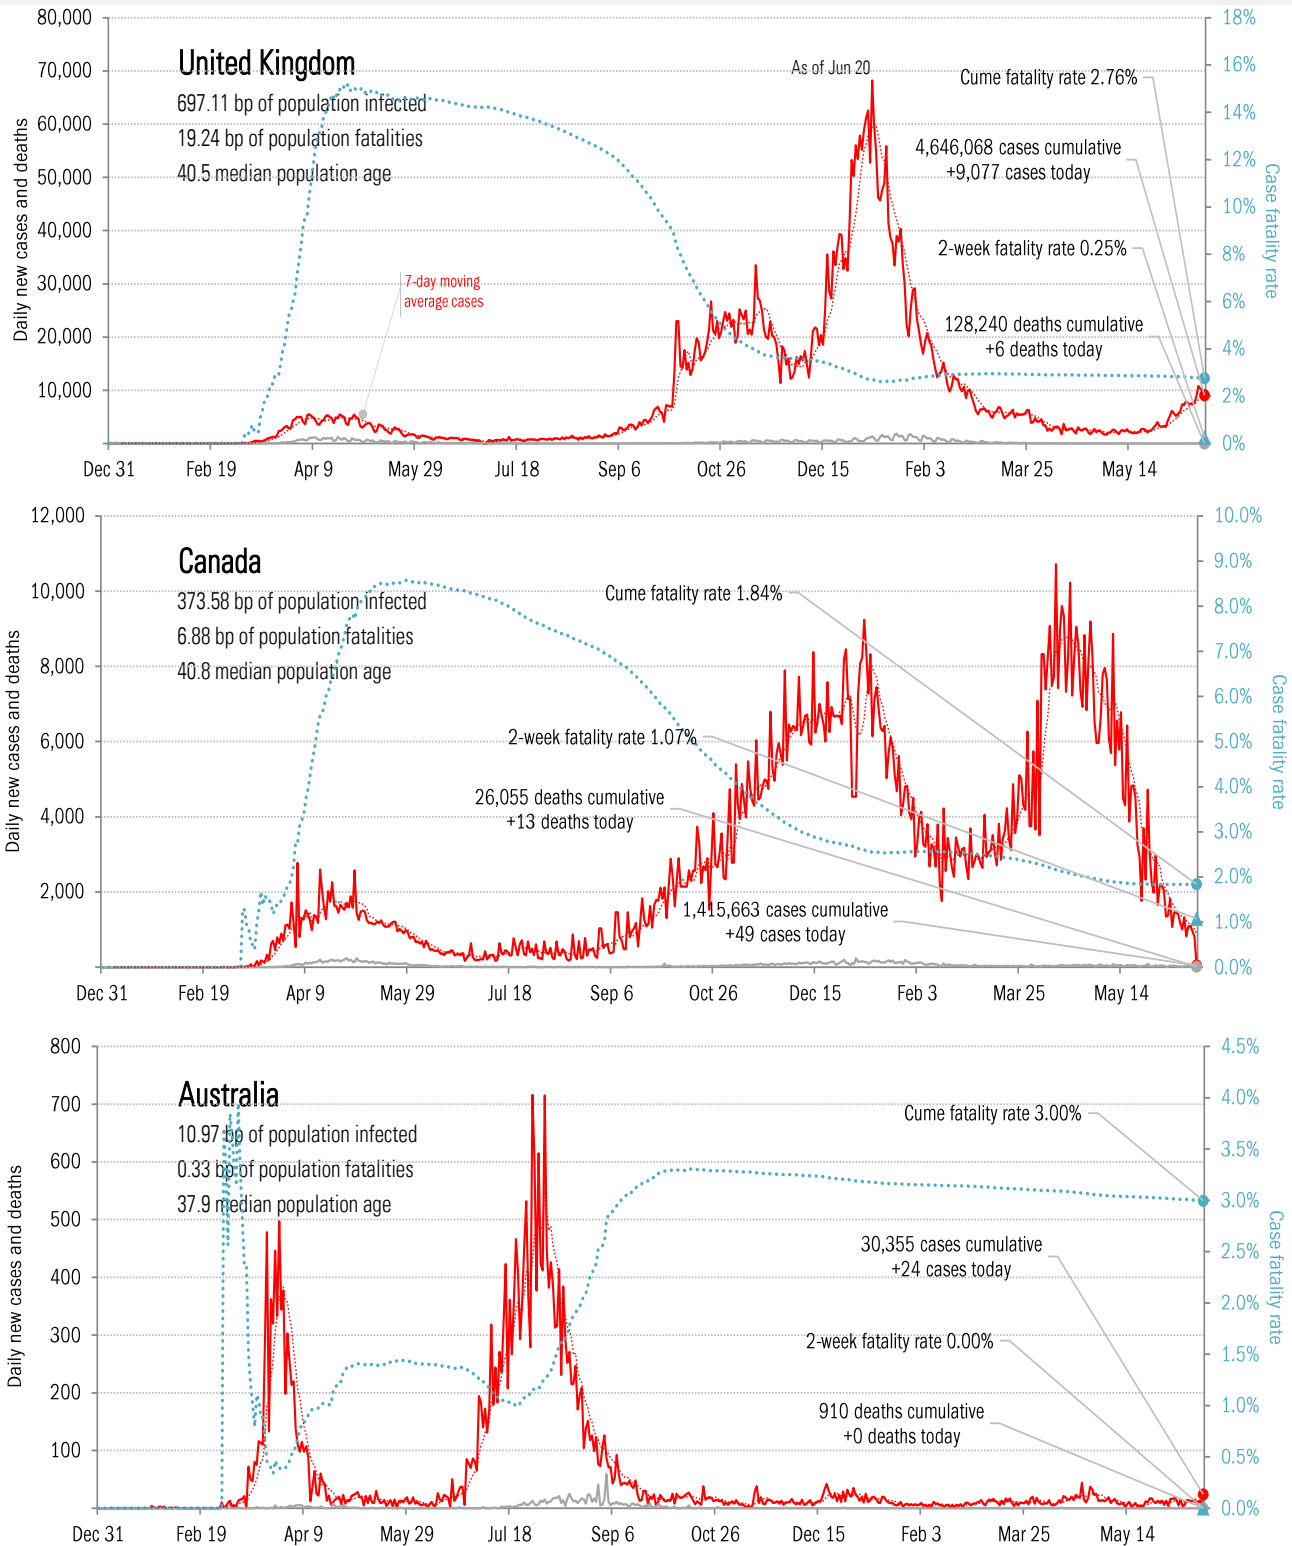 80,000
70,000
60,000
50,000
40,000
30,000
20,000
10,000
Daily new cases and deaths
United Kingdom
697.11 bp of population infected
19.24 bp of population fatalities
40.5 median population age
7-day moving
average cases
As of Jun 20
Cume fatality rate 2.76%
4,646,068 cases cumulative
+9,077 cases today
2-week fatality rate 0.25%
128,240 deaths cumulative
+6 deaths today
18%
16%
14%
12%
10%
8%
6%
4%
2%
0%
Case fatality rate
Dec 31 Feb 19 Apr 9 May 29 Jul 18 Sep 6 Oct 26 Dec 15 Feb 3 Mar 25 May 14
12,000
10,000
8,000
6,000
4,000
2,000
Daily new cases and deaths
Canada
373.58 bp of population infected
6.88 bp of population fatalities
40.8 median population age
Cume fatality rate 1.84%
2-week fatality rate 1.07%
26,055 deaths cumulative
+13 deaths today
1,415,663 cases cumulative
+49 cases today
10.0%
9.0%
8.0%
7.0%
6.0%
5.0%
4.0%
3.0%
2.0%
1.0%
0.0%
Case fatality rate
Dec 31 Feb 19 Apr 9 May 29 Jul 18 Sep 6 Oct 26 Dec 15 Feb 3 Mar 25 May 14
800
700
600
500
400
300
200
100
Daily new cases and deaths
Australia
10.97 bp of population infected
0.33 bp of population fatalities
37.9 median population age
Cume fatality rate 3.00%
30,355 cases cumulative
+24 cases today
2-week fatality rate 0.00%
910 deaths cumulative
+0 deaths today
4.5%
4.0%
3.5%
3.0%
2.5%
2.0%
1.5%
1.0%
0.5%
0.0%
Case fatality rate
Dec 31 Feb 19 Apr 9 May 29 Jul 18 Sep 6 Oct 26 Dec 15 Feb 3 Mar 25 May 14